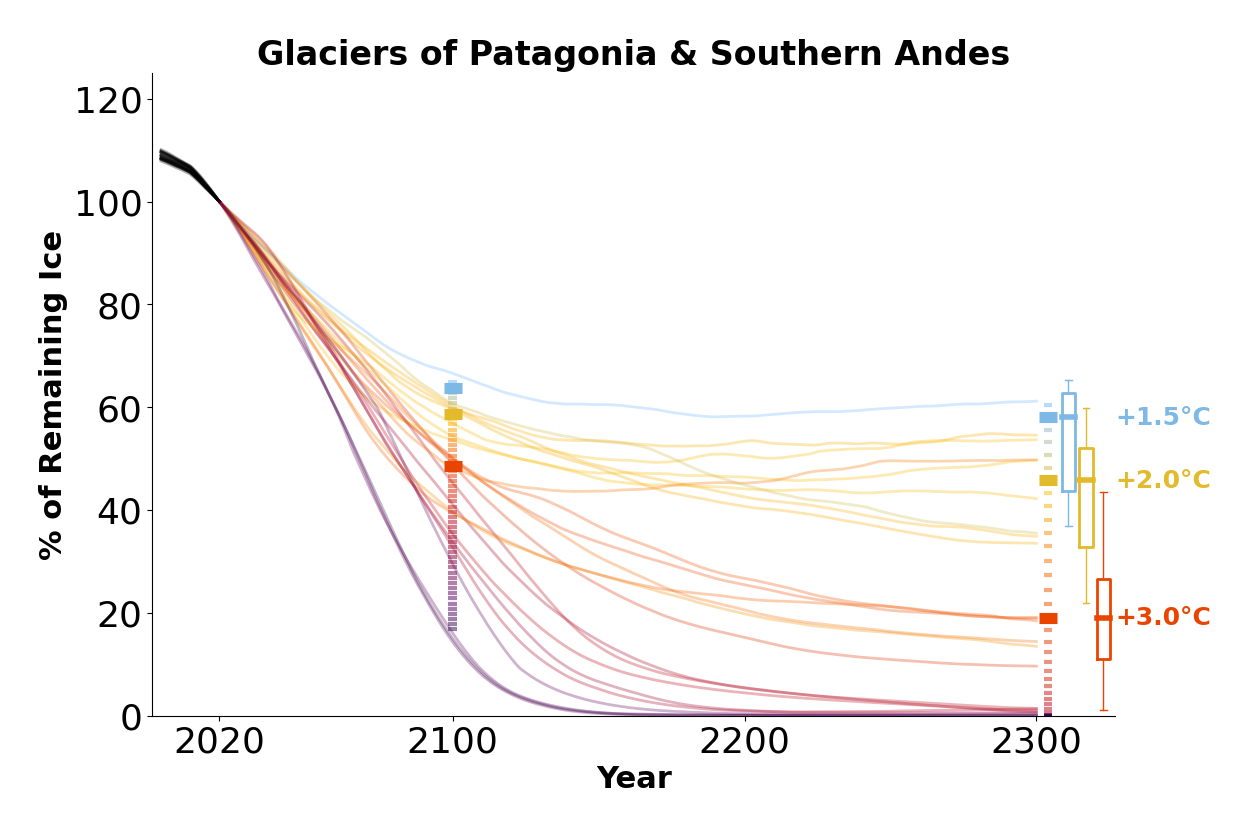 Glaciers of Patagonia & Southern Andes
120
100
80
60
40
20
0
% of Remaining Ice
2020 2100 2200 2300
Year
+1.5°C
+2.0°C
+3.0°C